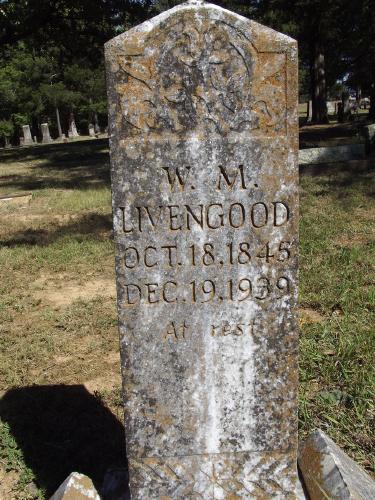 W. M.
LIVENGOOD
OCT. 18, 1845
DEC. 19, 1939
At rest